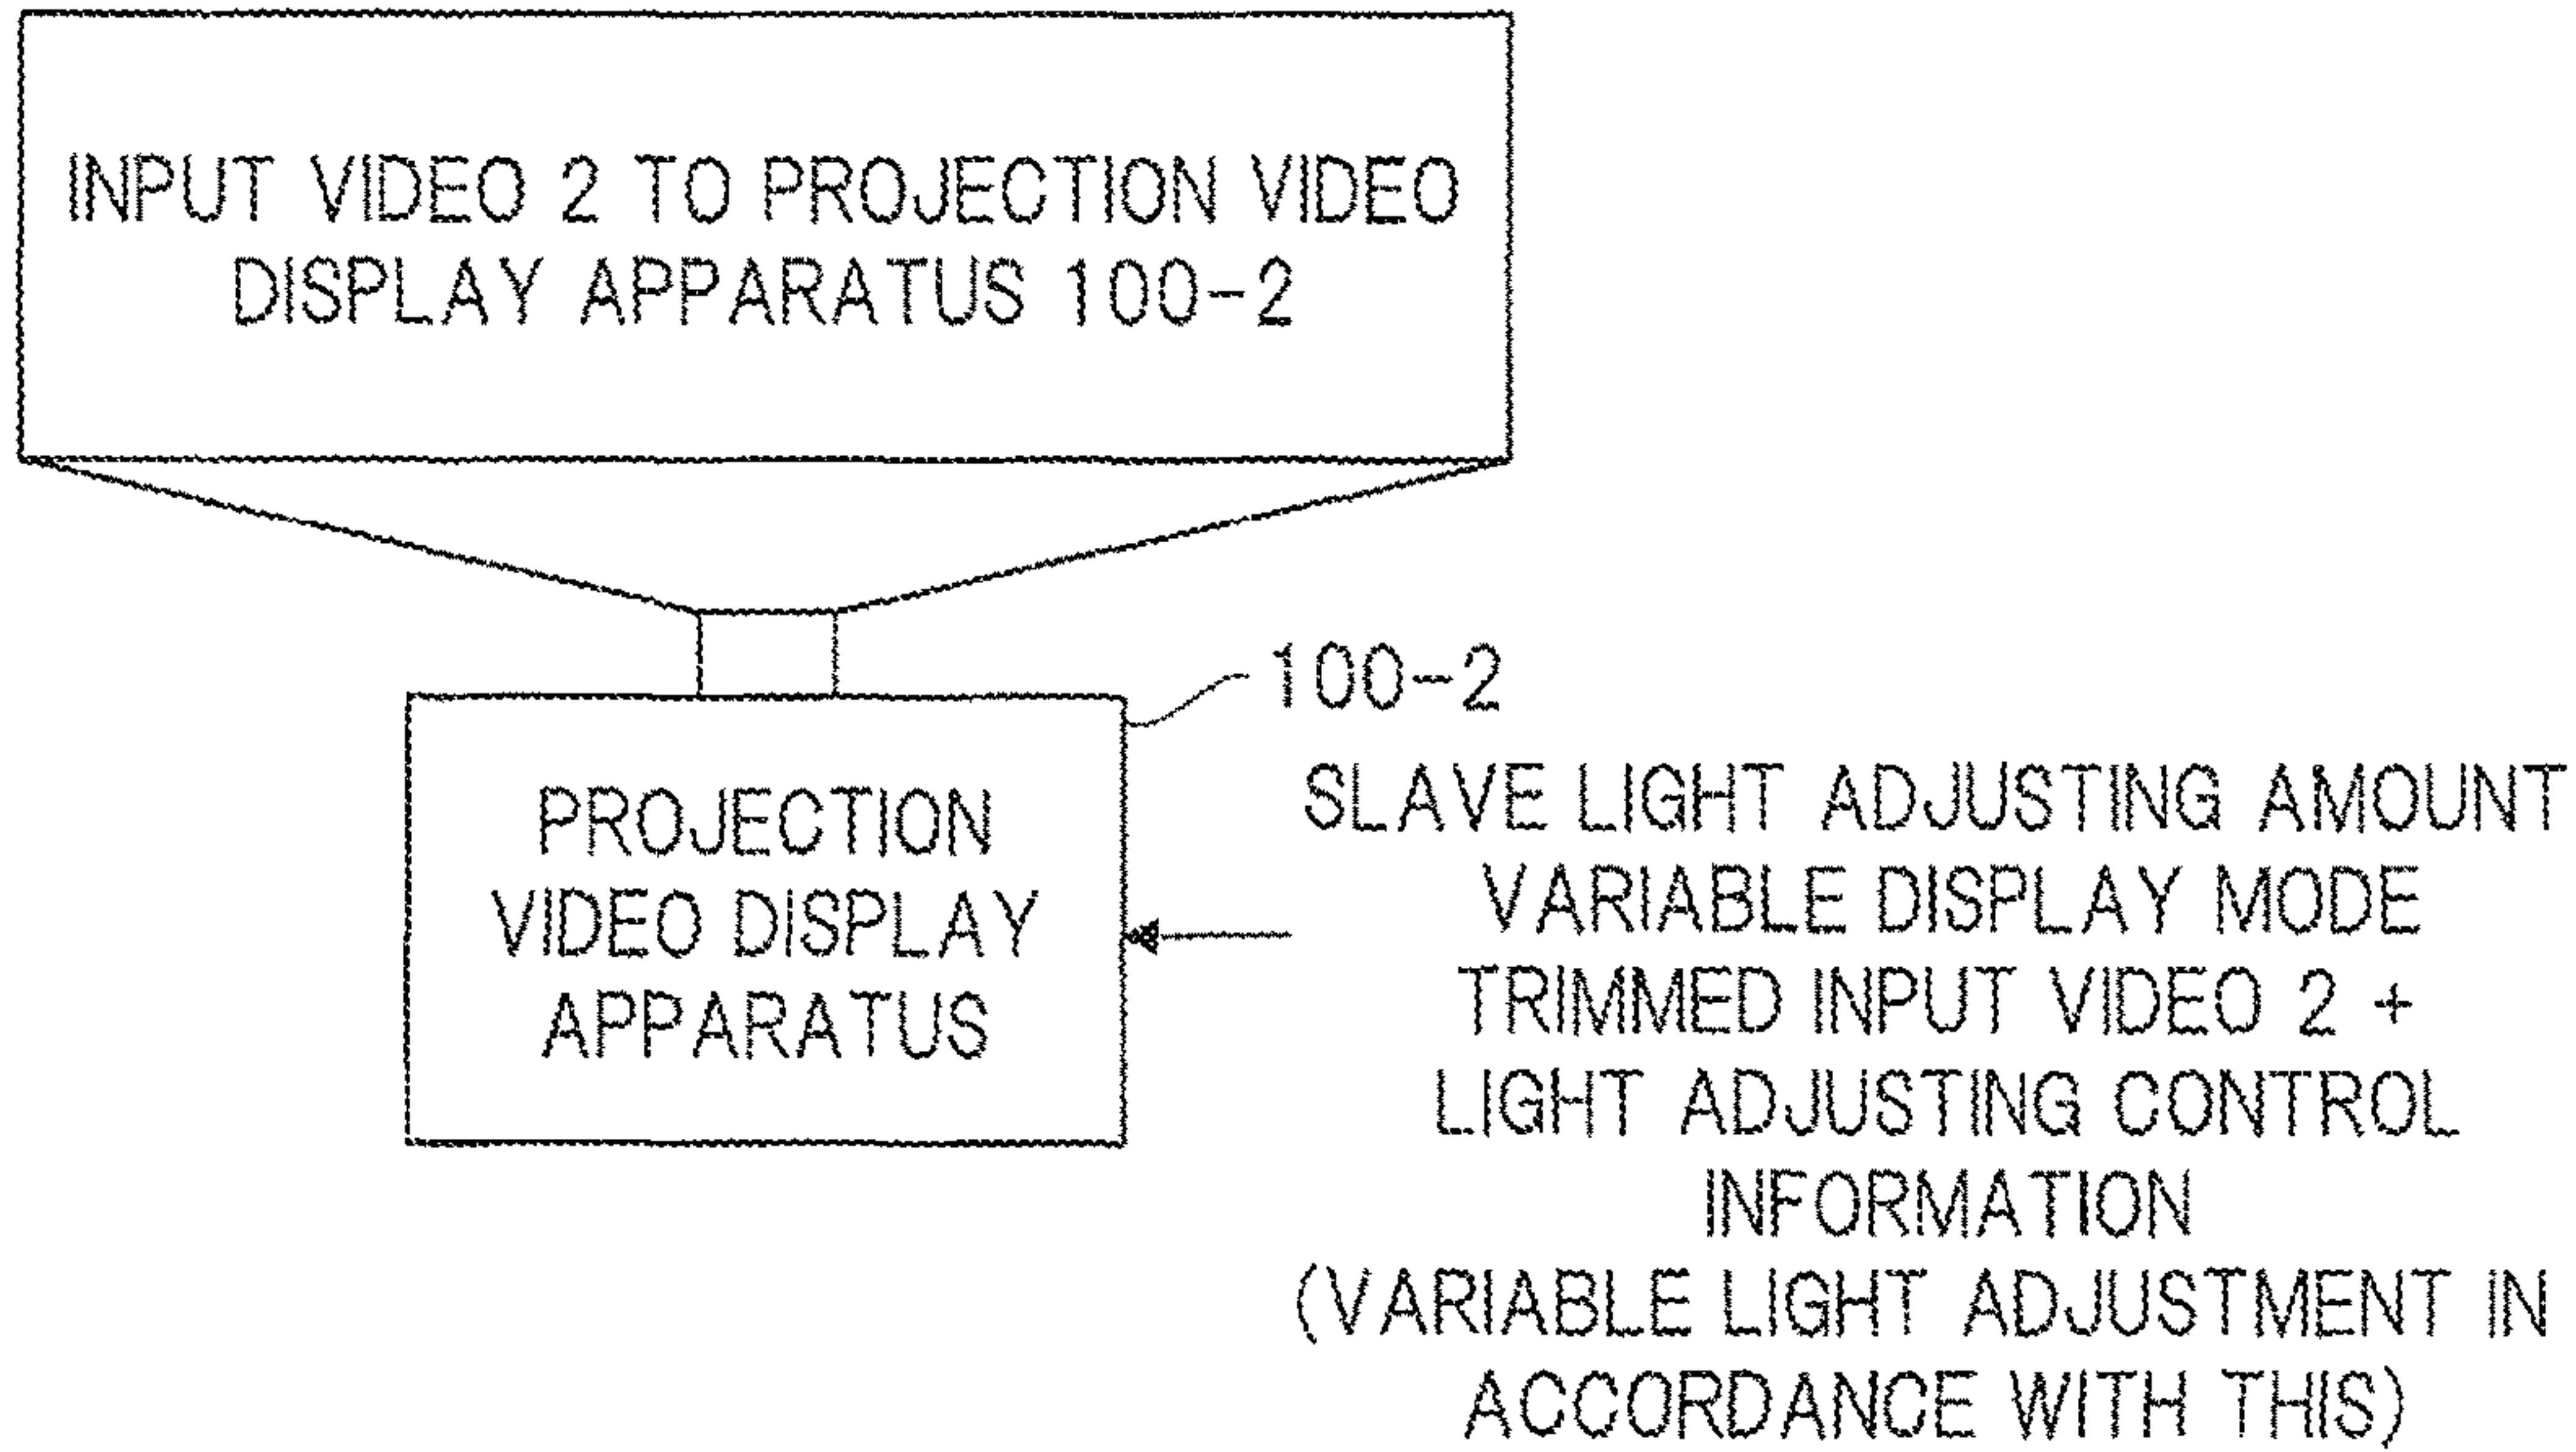 INPUT VIDEO 2 TO PROJECTION VIDEO
DISPLAY APPARATUS 100-2
100-2
PROJECTION
VIDEO DISPLAY
APPARATUS
SLAVE LIGHT ADJUSTING AMOUNT
VARIABLE DISPLAY MODE
TRIMMED INPUT VIDEO 2 +
LIGHT ADJUSTING CONTROL
INFORMATION
(VARIABLE LIGHT ADJUSTMENT IN
ACCORDANCE WITH THIS)